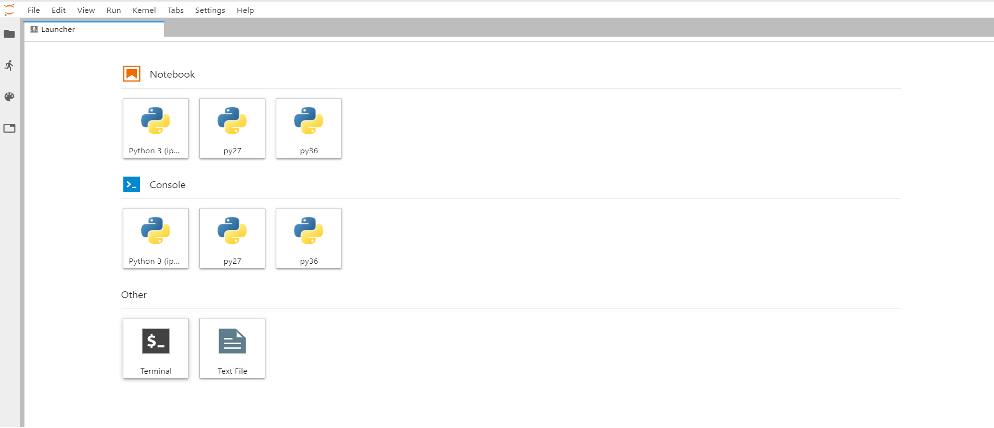 File Edit View Run Kernel Tabs Settings Help
Launcher
Notebook
Python 3 (ip... py27 py36
Console
Python 3 (ip... py27 py36
Other
$_
Terminal Text File